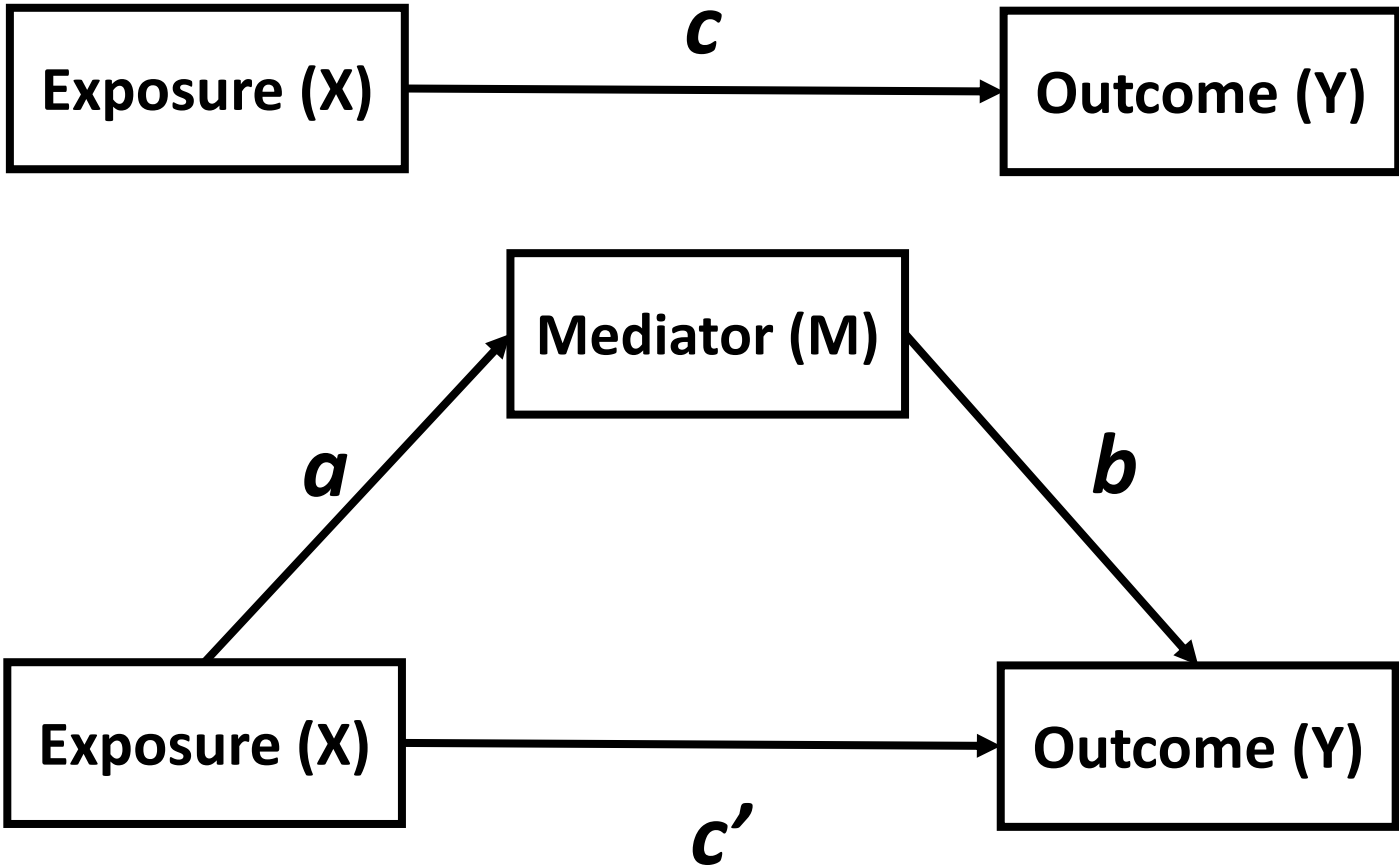 c
Exposure (X)
Outcome (Y)
Mediator (M)
a
b
Exposure (X)
Outcome (Y)
c’